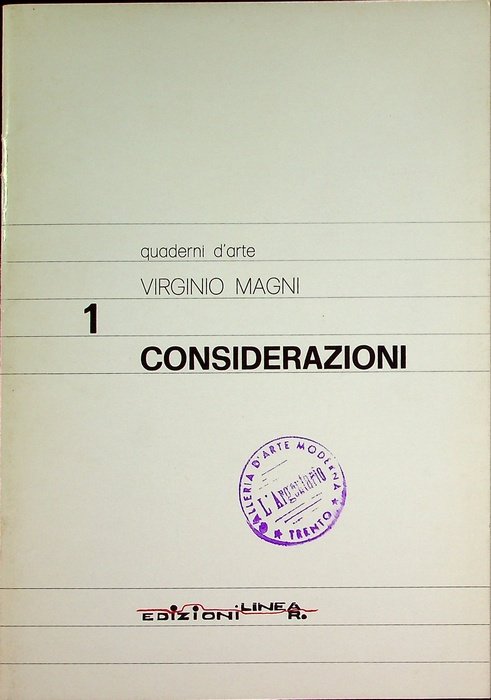 quaderni d'arte
VIRGINIO MAGNI
1
CONSIDERAZIONI
GALLERIA D'ARTE MODERNA
L'Argentario
★ TRENTO ★
EDIZIONI LINEA R.